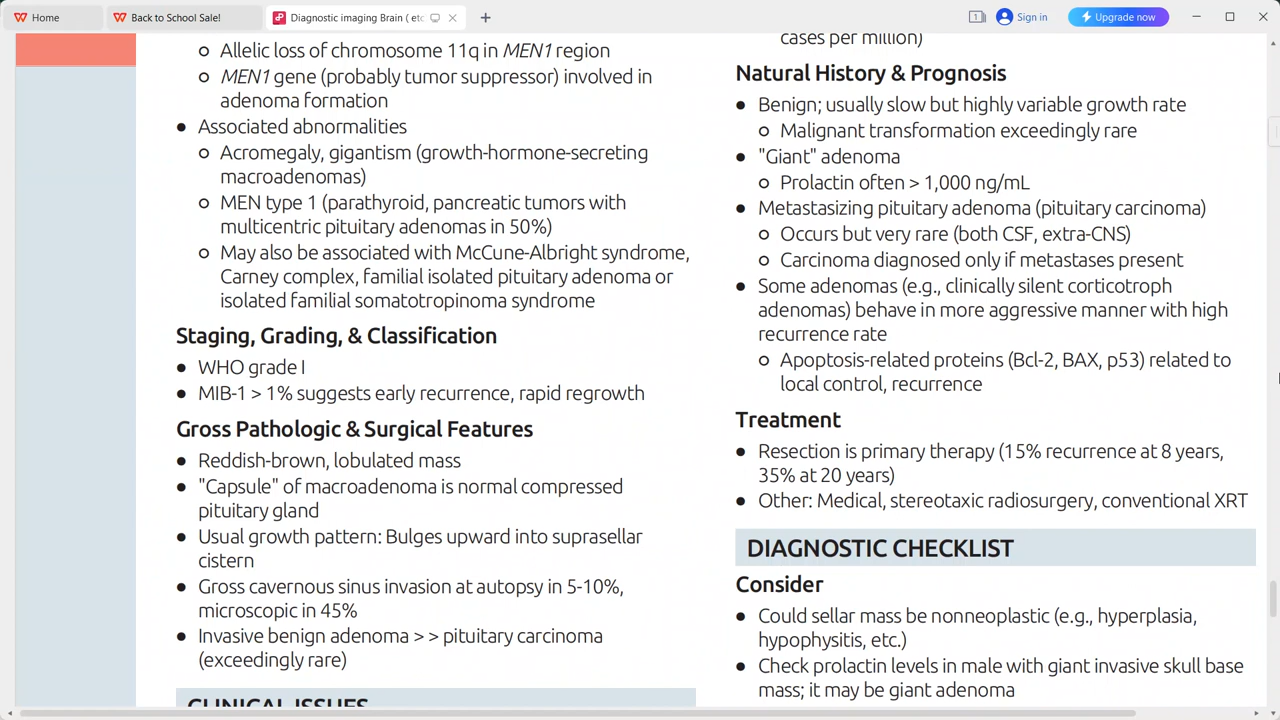 Home
Back to School Sale!
Diagnostic imaging Brain ( etc
1
Sign in
Upgrade now
Allelic loss of chromosome 11q in MEN1 region
MEN1 gene (probably tumor suppressor) involved in
adenoma formation
Associated abnormalities
Acromegaly, gigantism (growth-hormone-secreting
macroadenomas)
MEN type 1 (parathyroid, pancreatic tumors with
multicentric pituitary adenomas in 50%)
May also be associated with McCune-Albright syndrome,
Carney complex, familial isolated pituitary adenoma or
isolated familial somatotropinoma syndrome
Staging, Grading, & Classification
WHO grade I
MIB-1 > 1% suggests early recurrence, rapid regrowth
Gross Pathologic & Surgical Features
Reddish-brown, lobulated mass
"Capsule" of macroadenoma is normal compressed
pituitary gland
Usual growth pattern: Bulges upward into suprasellar
cistern
Gross cavernous sinus invasion at autopsy in 5-10%,
microscopic in 45%
Invasive benign adenoma > > pituitary carcinoma
(exceedingly rare)
CLINICAL ISSUES
cases per million)
Natural History & Prognosis
Benign; usually slow but highly variable growth rate
Malignant transformation exceedingly rare
"Giant" adenoma
Prolactin often > 1,000 ng/mL
Metastasizing pituitary adenoma (pituitary carcinoma)
Occurs but very rare (both CSF, extra-CNS)
Carcinoma diagnosed only if metastases present
Some adenomas (e.g., clinically silent corticotroph
adenomas) behave in more aggressive manner with high
recurrence rate
Apoptosis-related proteins (Bcl-2, BAX, p53) related to
local control, recurrence
Treatment
Resection is primary therapy (15% recurrence at 8 years,
35% at 20 years)
Other: Medical, stereotaxic radiosurgery, conventional XRT
DIAGNOSTIC CHECKLIST
Consider
Could sellar mass be nonneoplastic (e.g., hyperplasia,
hypophysitis, etc.)
Check prolactin levels in male with giant invasive skull base
mass; it may be giant adenoma